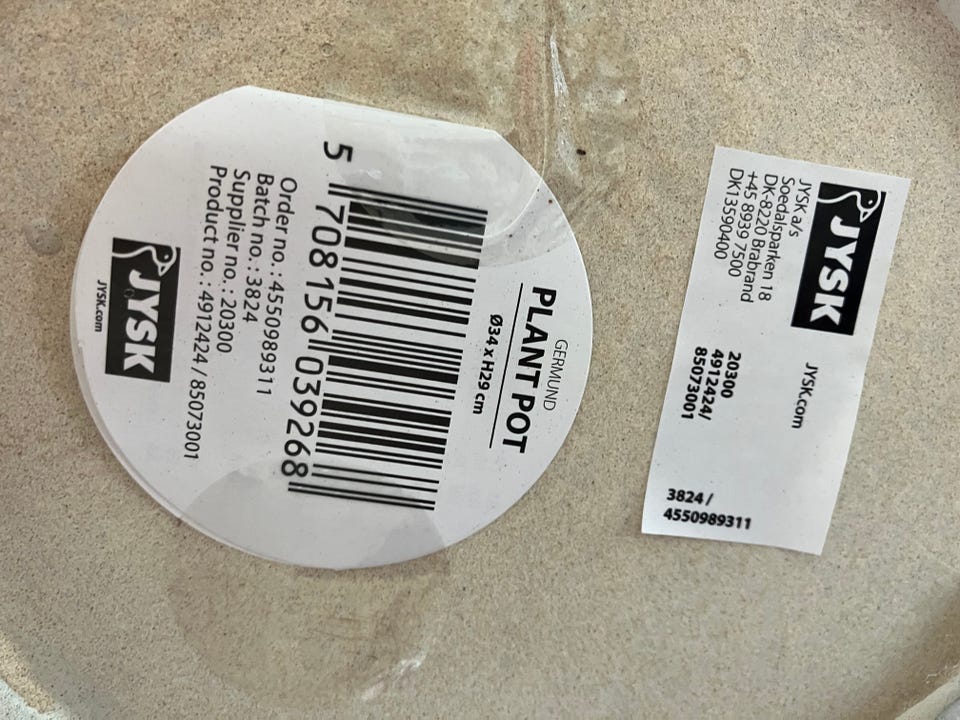 GERMUND
PLANT POT
Ø34 x H29 cm
5 708156 039268
Order no.: 4550989311
Batch no.: 3824
Supplier no.: 20300
Product no.: 4912424 / 85073001
JYSK
JYSK.com
JYSK
JYSK.com
JYSK a/s
Soedalsparken 18
DK-8220 Brabrand
+45 8939 7500
DK13590400
20300
4912424/
85073001
3824 /
4550989311